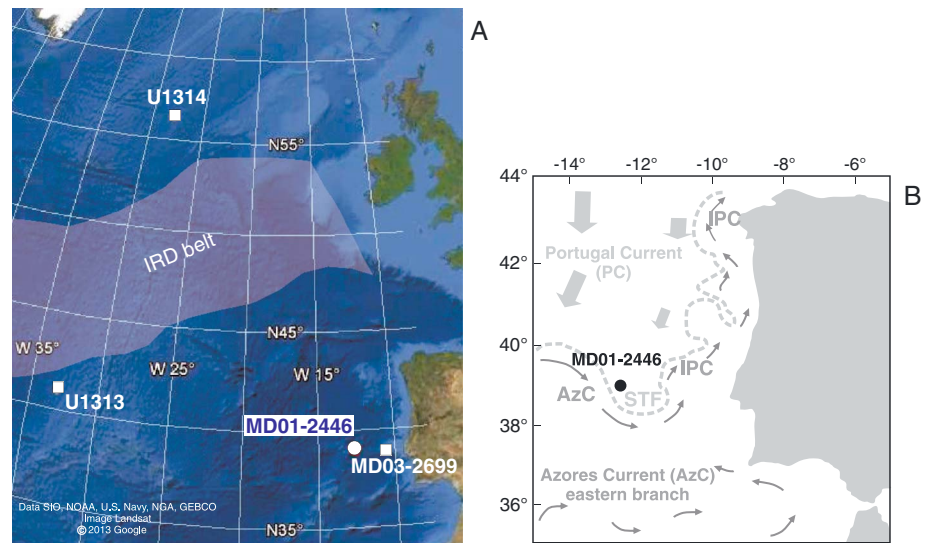 A
U1314
N55°
IRD belt
N45°
W 35°
W 25°
W 15°
U1313
MD01-2446
MD03-2699
Data SIO, NOAA, U.S. Navy, NGA, GEBCO
Image Landsat
© 2013 Google
N35°
B
-14° -12° -10° -8° -6°
44°
IPC
Portugal Current
(PC)
42°
40°
MD01-2446
IPC
AzC
STF
38°
Azores Current (AzC)
eastern branch
36°